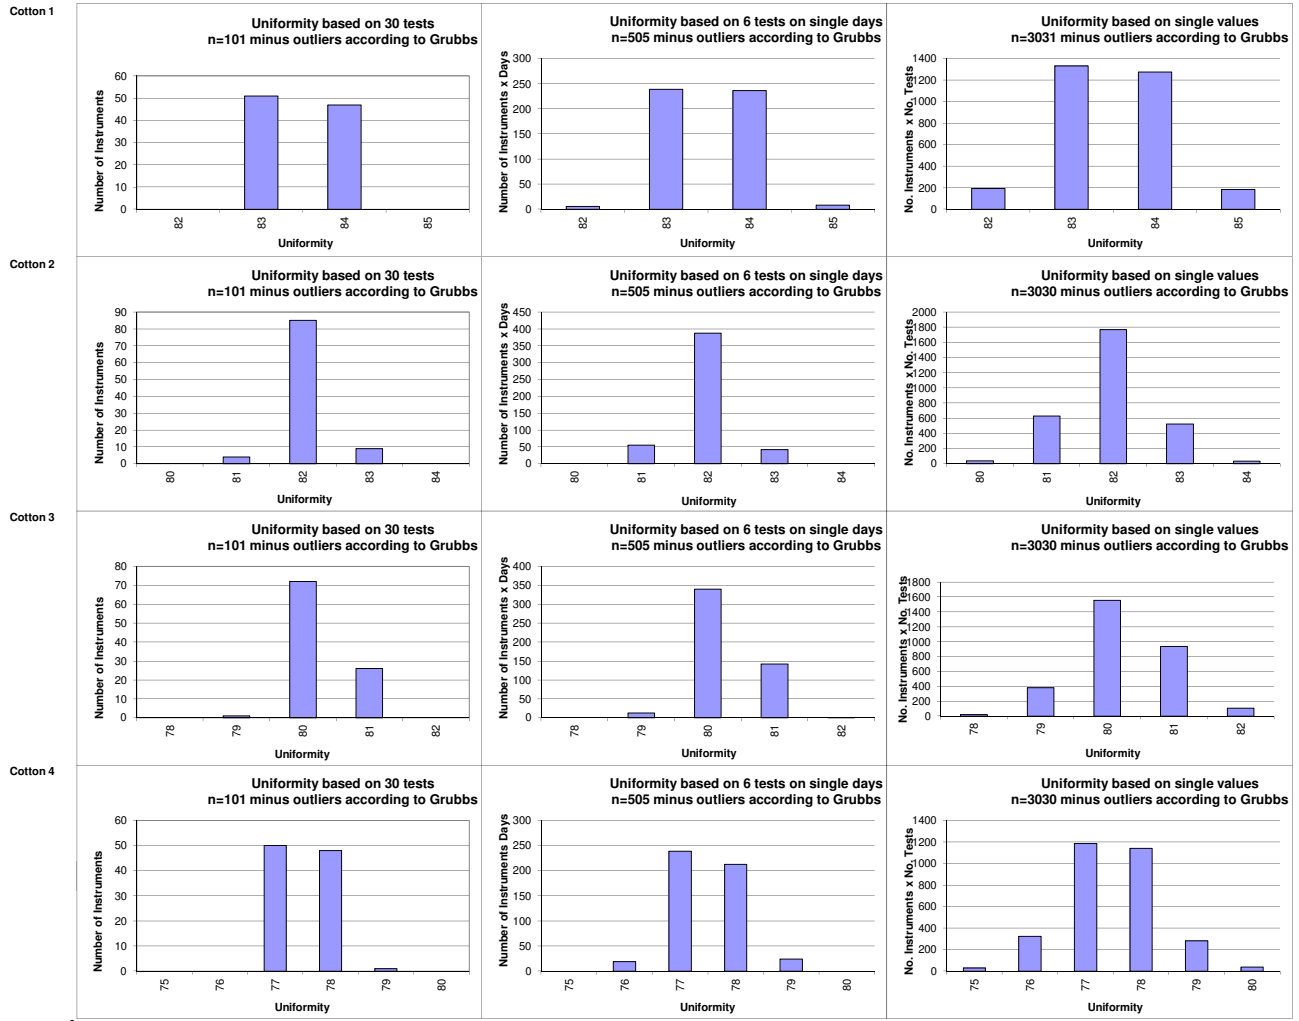 Cotton 1
Uniformity based on 30 tests
n=101 minus outliers according to Grubbs
Number of Instruments
60
50
40
30
20
10
0
82 83 84 85
Uniformity
Uniformity based on 6 tests on single days
n=505 minus outliers according to Grubbs
Number of Instruments x Days
300
250
200
150
100
50
0
82 83 84 85
Uniformity
Uniformity based on single values
n=3031 minus outliers according to Grubbs
No. Instruments x No. Tests
1400
1200
1000
800
600
400
200
0
82 83 84 85
Uniformity
Cotton 2
Uniformity based on 30 tests
n=101 minus outliers according to Grubbs
Number of Instruments
90
80
70
60
50
40
30
20
10
0
80 81 82 83 84
Uniformity
Uniformity based on 6 tests on single days
n=505 minus outliers according to Grubbs
Number of Instruments x Days
450
400
350
300
250
200
150
100
50
0
80 81 82 83 84
Uniformity
Uniformity based on single values
n=3030 minus outliers according to Grubbs
No. Instruments x No. Tests
2000
1800
1600
1400
1200
1000
800
600
400
200
0
80 81 82 83 84
Uniformity
Cotton 3
Uniformity based on 30 tests
n=101 minus outliers according to Grubbs
Number of Instruments
80
70
60
50
40
30
20
10
0
78 79 80 81 82
Uniformity
Uniformity based on 6 tests on single days
n=505 minus outliers according to Grubbs
Number of Instruments x Days
400
350
300
250
200
150
100
50
0
78 79 80 81 82
Uniformity
Uniformity based on single values
n=3030 minus outliers according to Grubbs
No. Instruments x No. Tests
1800
1600
1400
1200
1000
800
600
400
200
0
78 79 80 81 82
Uniformity
Cotton 4
Uniformity based on 30 tests
n=101 minus outliers according to Grubbs
Number of Instruments
60
50
40
30
20
10
0
75 76 77 78 79 80
Uniformity
Uniformity based on 6 tests on single days
n=505 minus outliers according to Grubbs
Number of Instruments Days
300
250
200
150
100
50
0
75 76 77 78 79 80
Uniformity
Uniformity based on single values
n=3030 minus outliers according to Grubbs
No. Instruments x No. Tests
1400
1200
1000
800
600
400
200
0
75 76 77 78 79 80
Uniformity